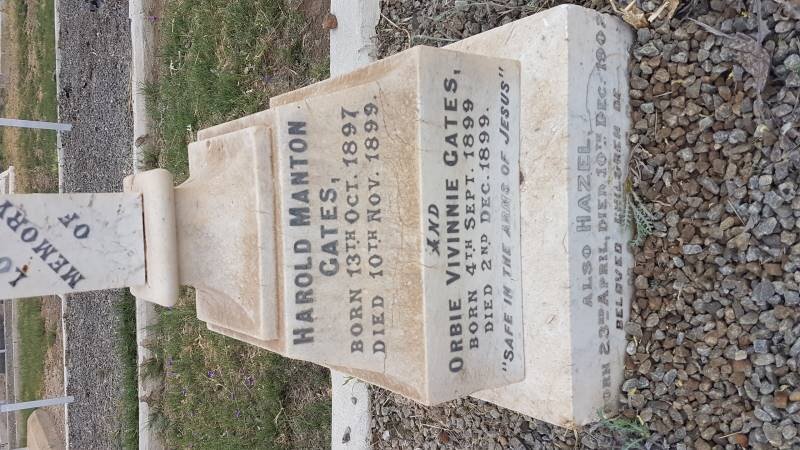 MEMORY
OF
HAROLD MANTON
GATES,
BORN 13TH OCT. 1897
DIED 10TH NOV. 1899.
AND
ORBIE VIVINNIE GATES,
BORN 4TH SEPT. 1899
DIED 2ND DEC. 1899.
"SAFE IN THE ARMS OF JESUS"
ALSO HAZEL,
BORN 23RD APRIL, DIED 10TH DEC. 1902
BELOVED CHILDREN OF